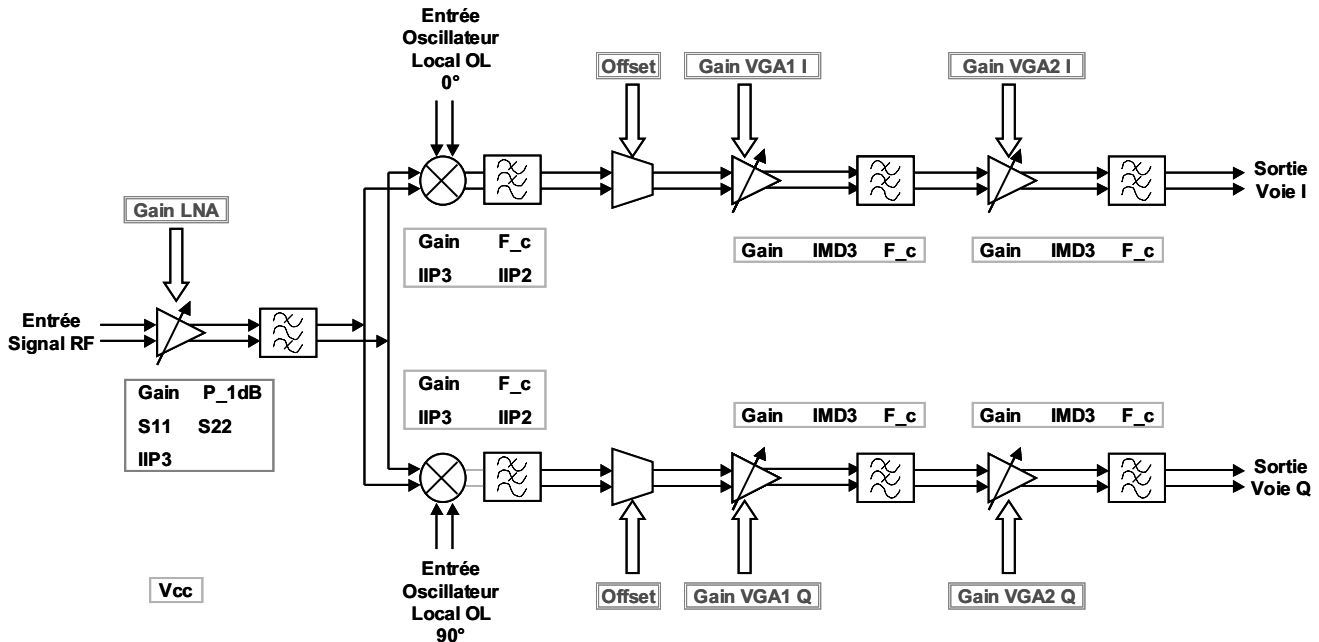 Entrée
Oscillateur
Local OL
0°
Offset
Gain VGA1 I
Gain VGA2 I
Sortie
Voie I
Gain LNA
Gain F_c
IIP3 IIP2
Gain IMD3 F_c
Gain IMD3 F_c
Entrée
Signal RF
Gain P_1dB
S11 S22
IIP3
Gain F_c
IIP3 IIP2
Gain IMD3 F_c
Gain IMD3 F_c
Sortie
Voie Q
Entrée
Oscillateur
Local OL
90°
Offset
Gain VGA1 Q
Gain VGA2 Q
Vcc